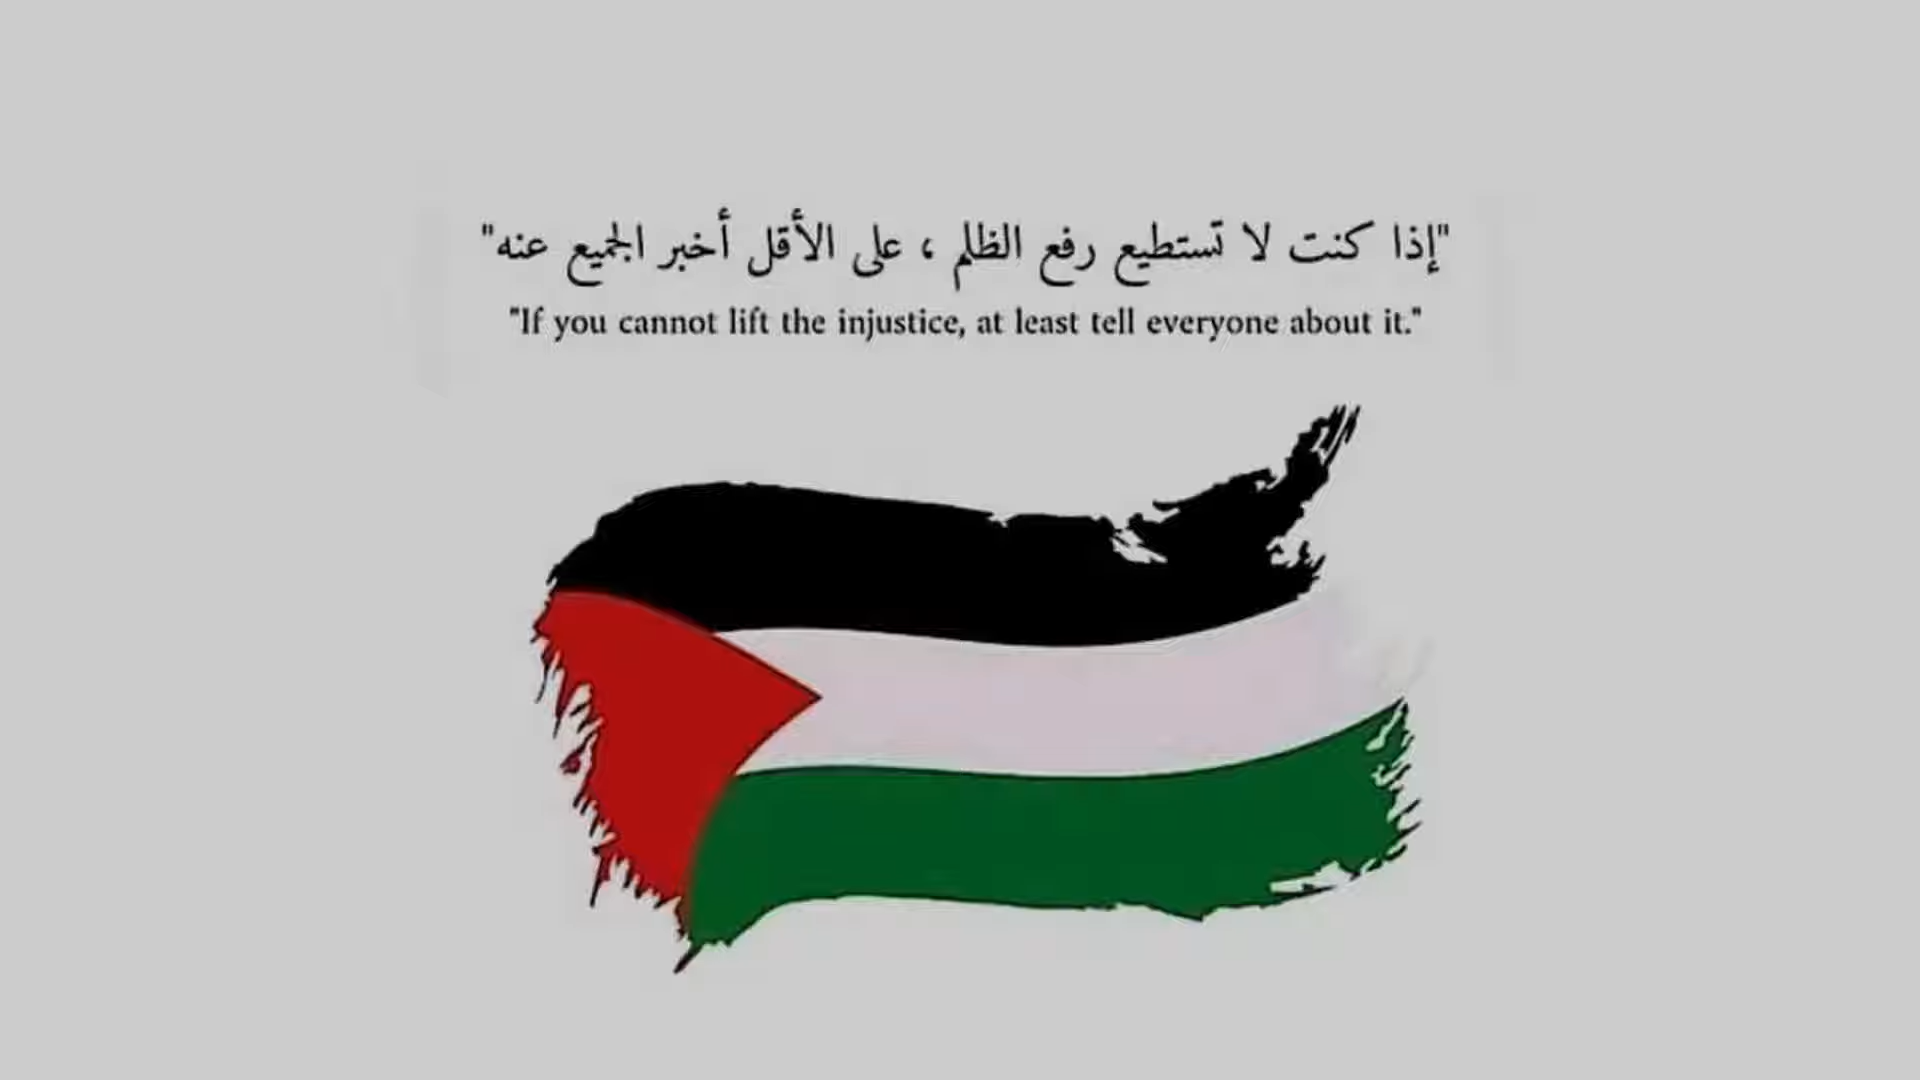 "إذا كنت لا تستطيع رفع الظلم ، على الأقل أخبر الجميع عنه"
"If you cannot lift the injustice, at least tell everyone about it."